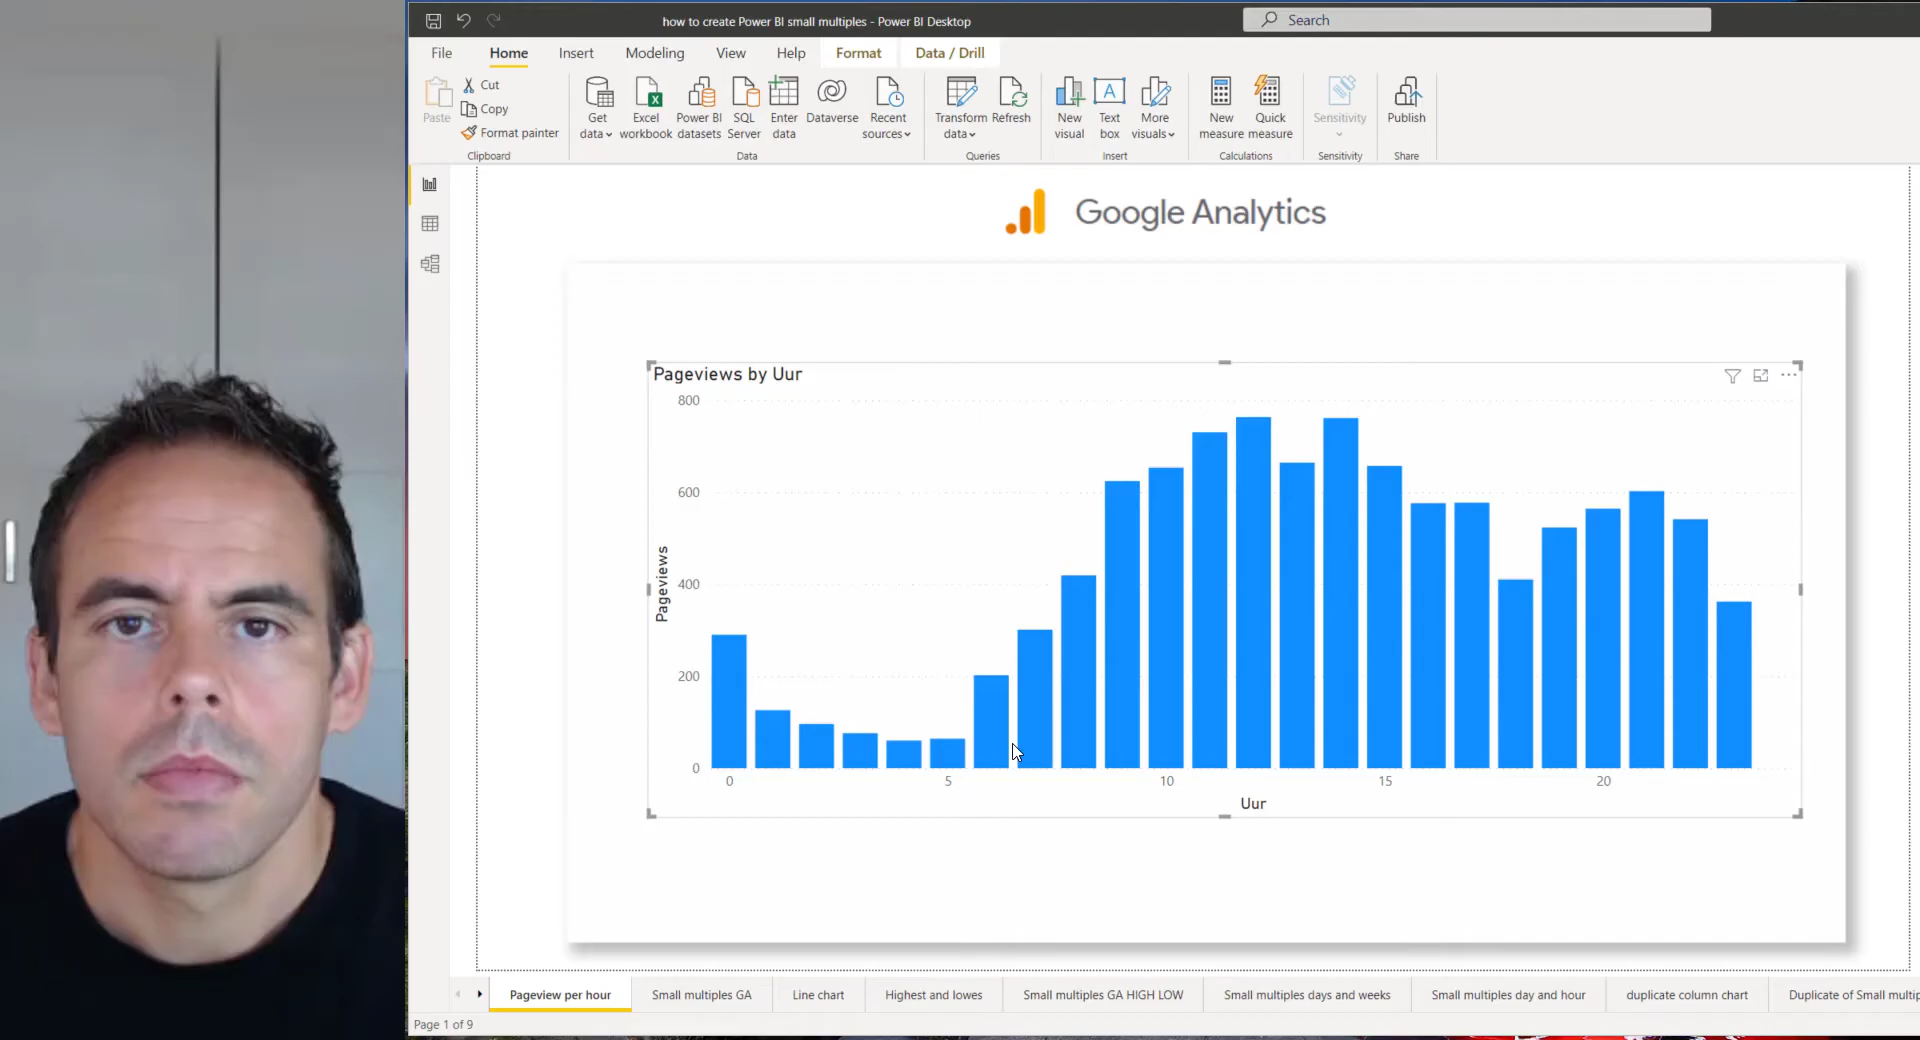 how to create Power BI small multiples - Power BI Desktop
Search
File Home Insert Modeling View Help Format Data / Drill
Paste
Cut
Copy
Format painter
Clipboard
Get data
Excel workbook
Power BI datasets
SQL Server
Enter data
Dataverse
Recent sources
Data
Transform data
Refresh
Queries
New visual
Text box
More visuals
Insert
New measure
Quick measure
Calculations
Sensitivity
Sensitivity
Publish
Share
Google Analytics
Pageviews by Uur
800
600
400
200
0
Pageviews
0 5 10 15 20
Uur
Pageview per hour Small multiples GA Line chart Highest and lowes Small multiples GA HIGH LOW Small multiples days and weeks Small multiples day and hour duplicate column chart Duplicate of Small multip
Page 1 of 9